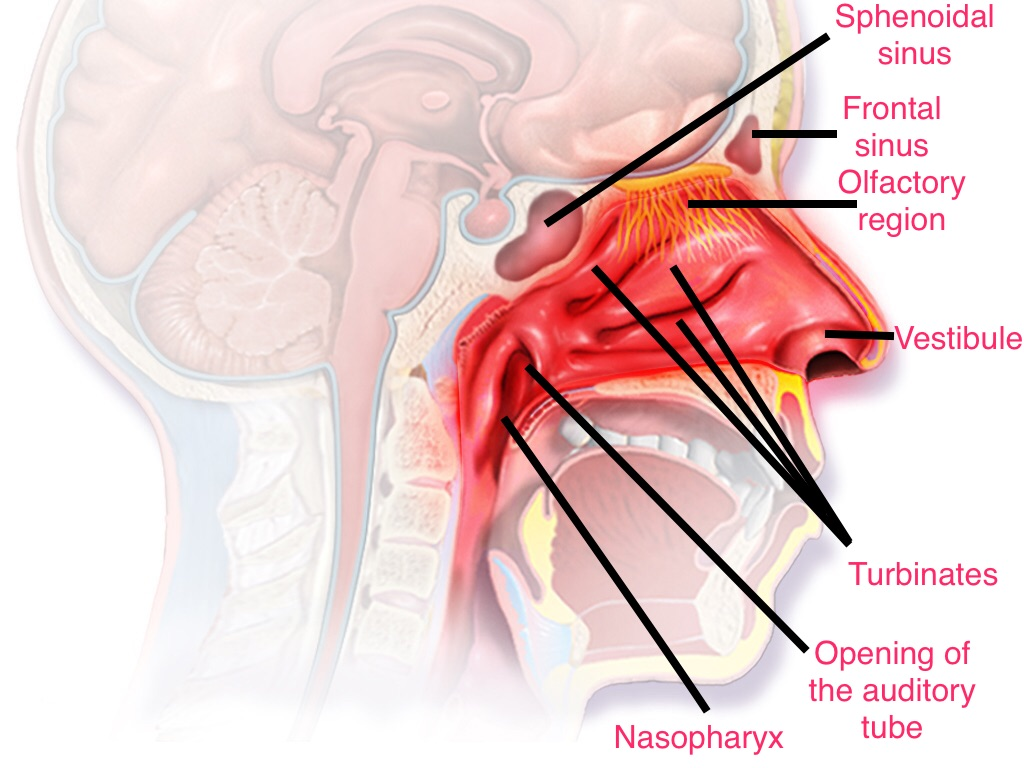 Sphenoidal
sinus
Frontal
sinus
Olfactory
region
Vestibule
Turbinates
Opening of
the auditory
tube
Nasopharyx